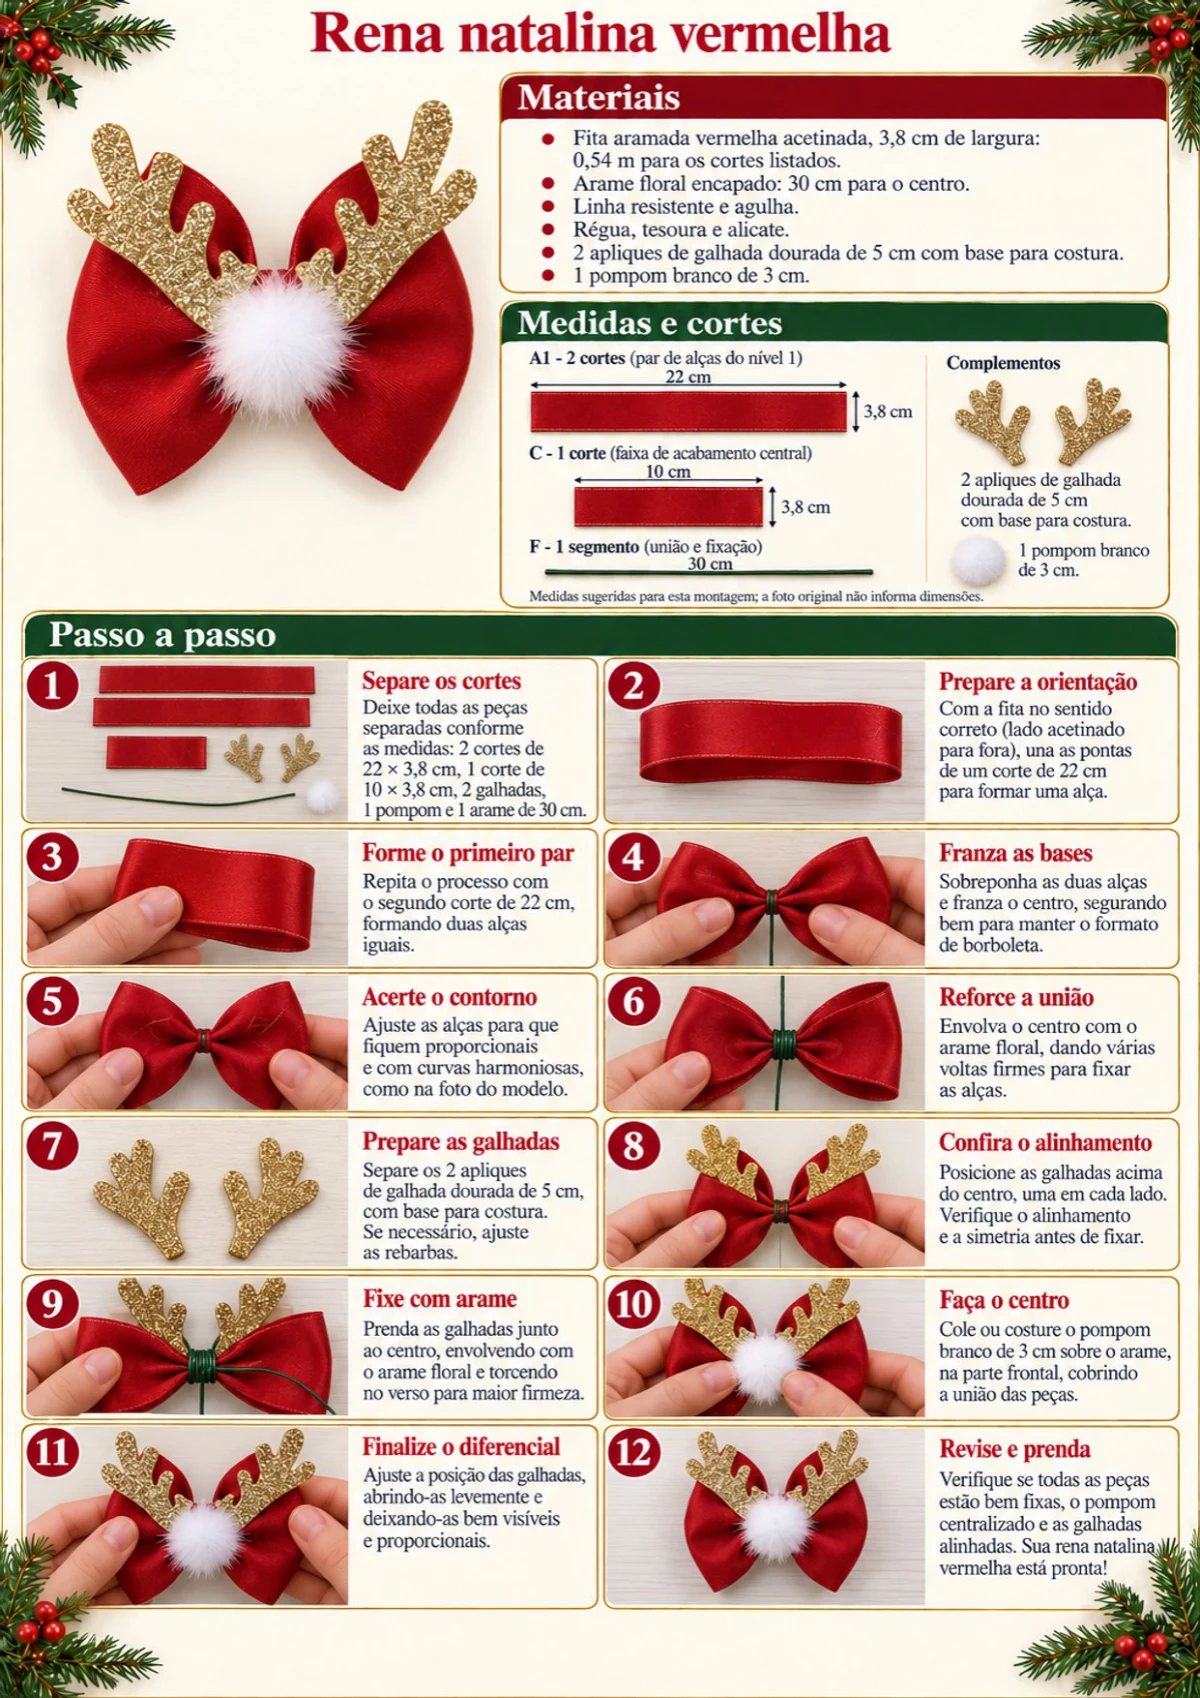 Rena natalina vermelha
Materiais
Fita aramada vermelha acetinada, 3,8 cm de largura:
0,54 m para os cortes listados.
Arame floral encapado: 30 cm para o centro.
Linha resistente e agulha.
Régua, tesoura e alicate.
2 apliques de galhada dourada de 5 cm com base para costura.
1 pompom branco de 3 cm.
Medidas e cortes
A1 - 2 cortes (par de alças do nível 1)
22 cm
3,8 cm
C - 1 corte (faixa de acabamento central)
10 cm
3,8 cm
F - 1 segmento (união e fixação)
30 cm
Complementos
2 apliques de galhada
dourada de 5 cm
com base para costura.
1 pompom branco
de 3 cm.
Medidas sugeridas para esta montagem; a foto original não informa dimensões.
Passo a passo
1
Separe os cortes
Deixe todas as peças
separadas conforme
as medidas: 2 cortes de
22 × 3,8 cm, 1 corte de
10 × 3,8 cm, 2 galhadas,
1 pompom e 1 arame de 30 cm.
2
Prepare a orientação
Com a fita no sentido
correto (lado acetinado
para fora), una as pontas
de um corte de 22 cm
para formar uma alça.
3
Forme o primeiro par
Repita o processo com
o segundo corte de 22 cm,
formando duas alças
iguais.
4
Franza as bases
Sobreponha as duas alças
e franza o centro, segurando
bem para manter o formato
de borboleta.
5
Acerte o contorno
Ajuste as alças para que
fiquem proporcionais
e com curvas harmoniosas,
como na foto do modelo.
6
Reforce a união
Envolva o centro com o
arame floral, dando várias
voltas firmes para fixar
as alças.
7
Prepare as galhadas
Separe os 2 apliques
de galhada dourada de 5 cm,
com base para costura.
Se necessário, ajuste
as rebarbas.
8
Confira o alinhamento
Posicione as galhadas acima
do centro, uma em cada lado.
Verifique o alinhamento
e a simetria antes de fixar.
9
Fixe com arame
Prenda as galhadas junto
ao centro, envolvendo com
o arame floral e torcendo
no verso para maior firmeza.
10
Faça o centro
Cole ou costure o pompom
branco de 3 cm sobre o arame,
na parte frontal, cobrindo
a união das peças.
11
Finalize o diferencial
Ajuste a posição das galhadas,
abrindo-as levemente e
deixando-as bem visíveis
e proporcionais.
12
Revise e prenda
Verifique se todas as peças
estão bem fixas, o pompom
centralizado e as galhadas
alinhadas. Sua rena natalina
vermelha está pronta!